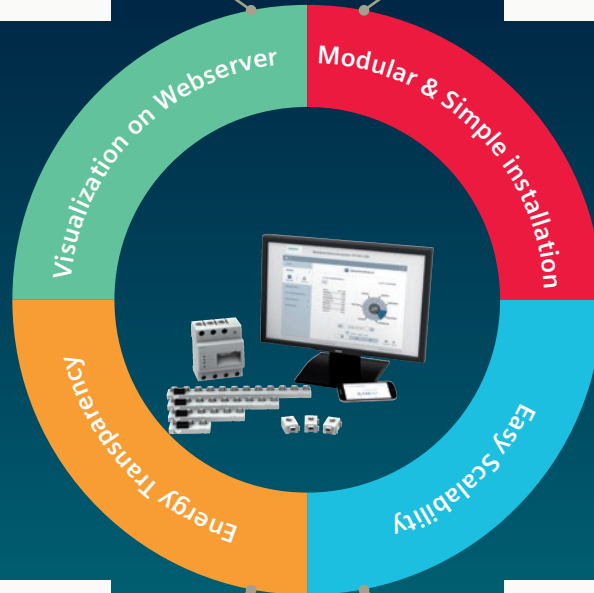 Visualization on Webserver
Modular & Simple installation
Energy Transparency
Easy Scalability